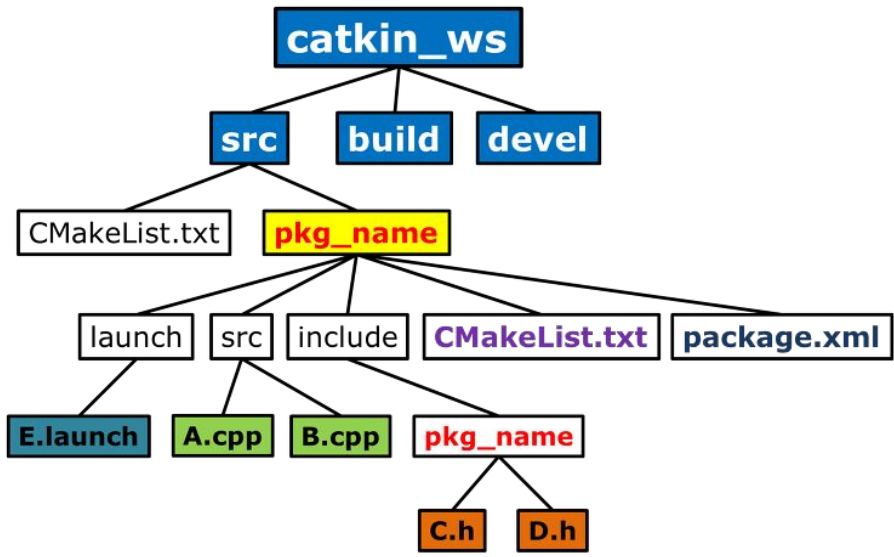 catkin_ws
src
build
devel
CMakeList.txt
pkg_name
launch
src
include
CMakeList.txt
package.xml
E.launch
A.cpp
B.cpp
pkg_name
C.h
D.h